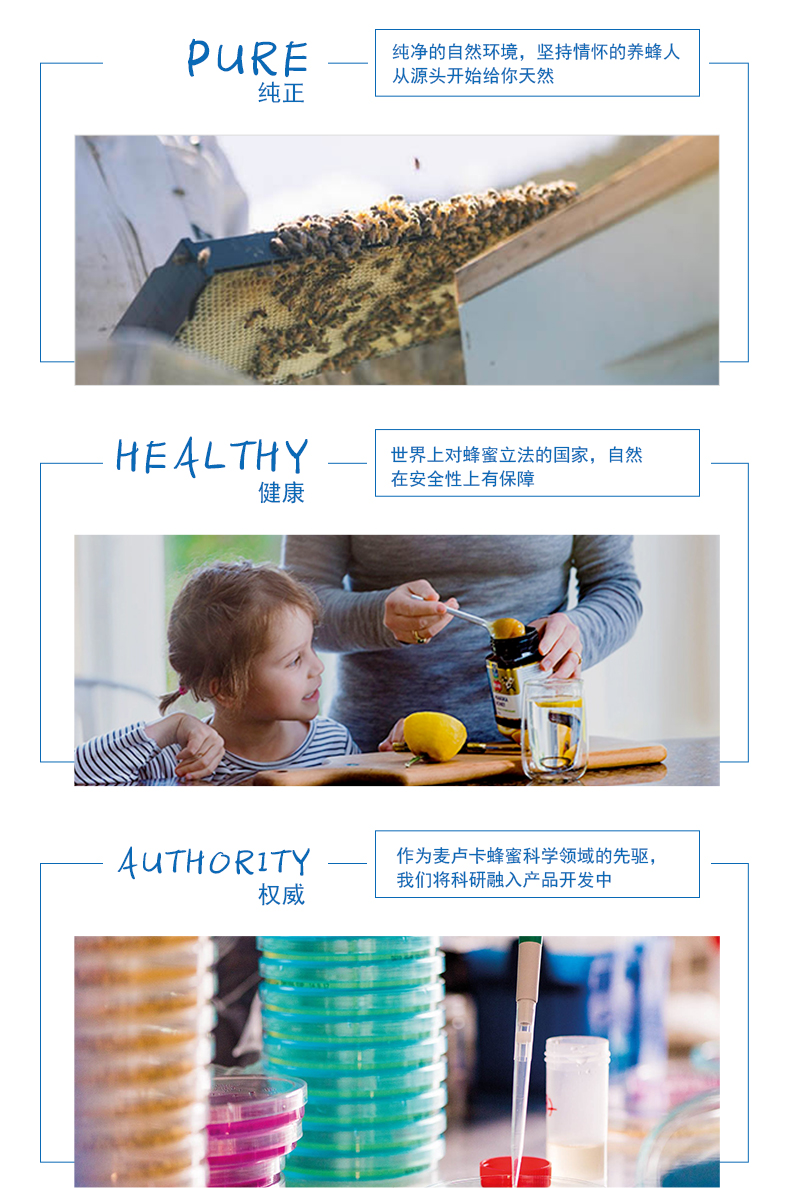 PURE
纯正
纯净的自然环境，坚持情怀的养蜂人
从源头开始给你天然
HEALTHY
健康
世界上对蜂蜜立法的国家，自然
在安全性上有保障
AUTHORITY
权威
作为麦卢卡蜂蜜科学领域的先驱，
我们将科研融入产品开发中